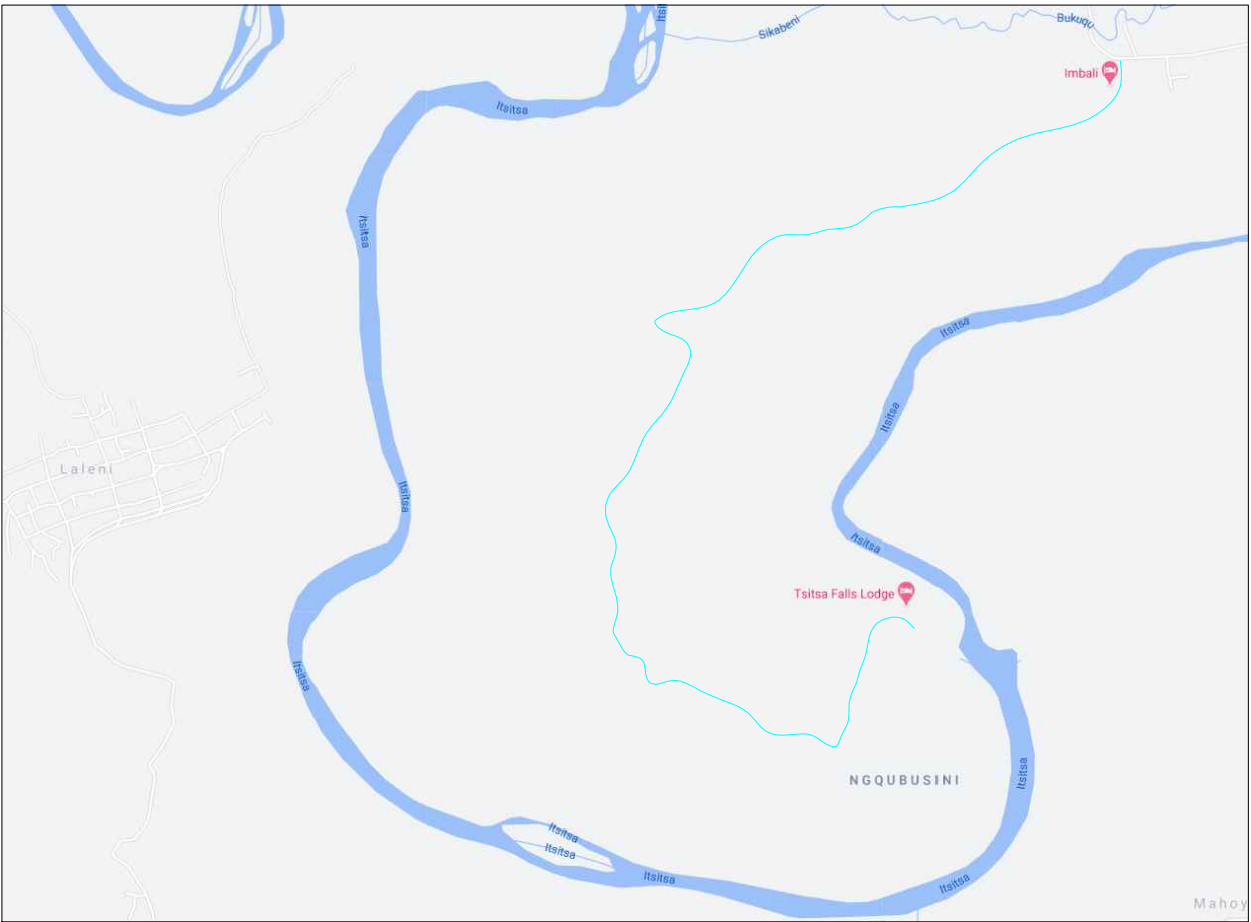 Itsi
Sikabeni
Bukuqu
Imbali
Itsitsa
Itsitsa
Itsitsa
Itsitsa
Laleni
Itsitsa
Itsitsa
Tsitsa Falls Lodge
Itsitsa
NGQUBUSINI
Itsitsa
Itsitsa
Itsitsa
Itsitsa
Itsitsa
Mahoy